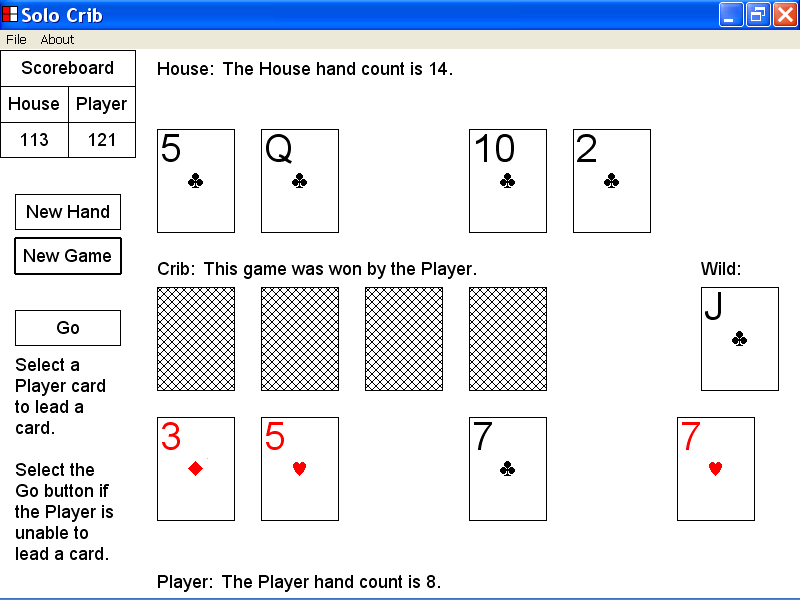 Solo Crib
File About
Scoreboard
House Player
113 121
New Hand
New Game
Go
Select a
Player card
to lead a
card.
Select the
Go button if
the Player is
unable to
lead a card.
House: The House hand count is 14.
5 Q 10 2
Crib: This game was won by the Player.
Wild:
J
3 5 7 7
Player: The Player hand count is 8.